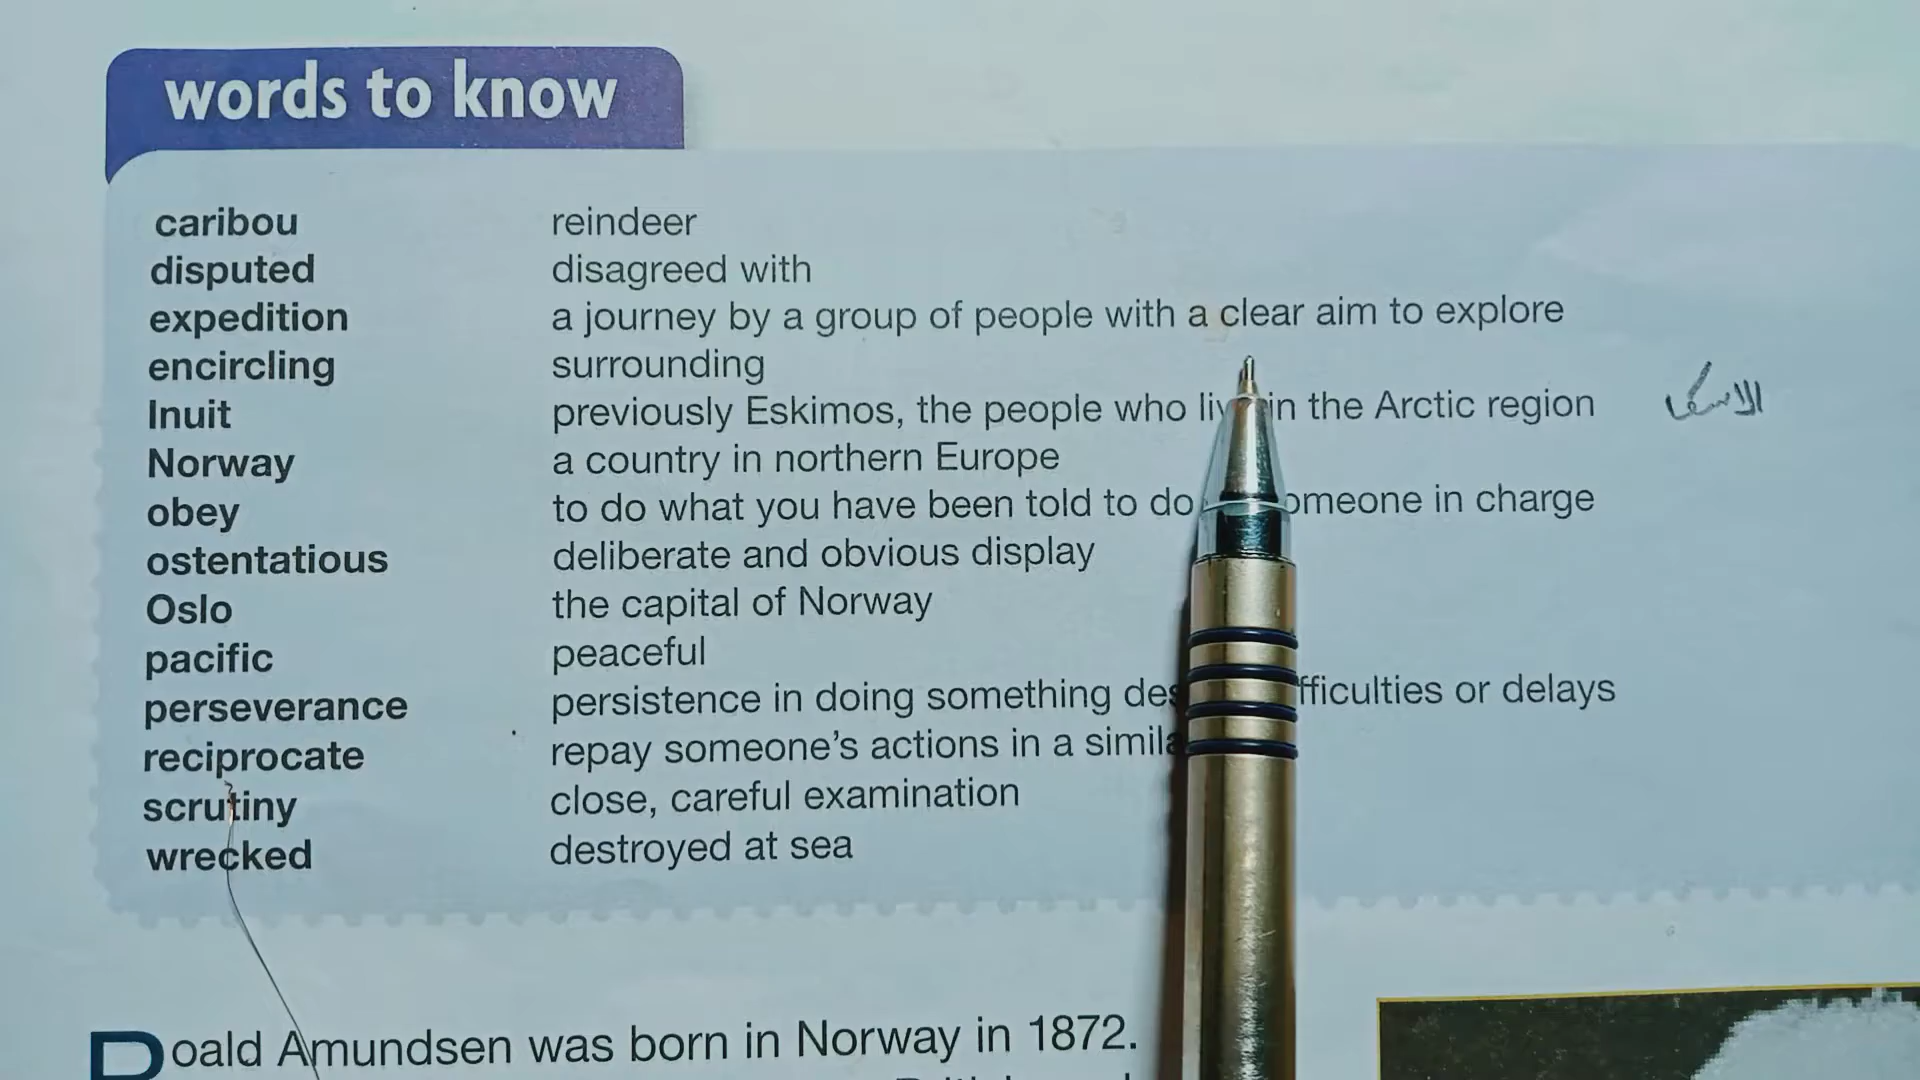 words to know
caribou reindeer
disputed disagreed with
expedition a journey by a group of people with a clear aim to explore
encircling surrounding
Inuit previously Eskimos, the people who in the Arctic region
Norway a country in northern Europe
obey to do what you have been told to do someone in charge
ostentatious deliberate and obvious display
Oslo the capital of Norway
pacific peaceful
perseverance persistence in doing something difficulties or delays
reciprocate repay someone's actions in a
scrutiny close, careful examination
wrecked destroyed at sea
Roald Amundsen was born in Norway in 1872.